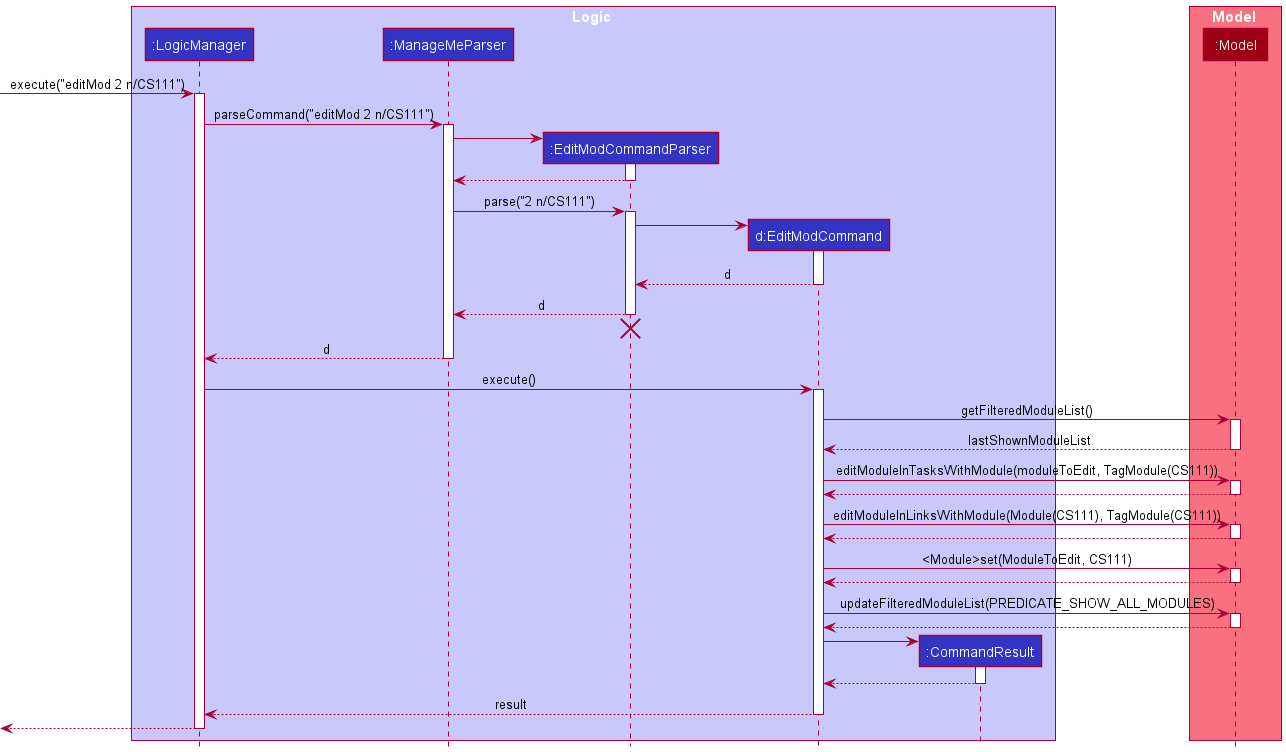 Logic
Model
:LogicManager
:ManageMeParser
:Model
execute("editMod 2 n/CS111")
parseCommand("editMod 2 n/CS111")
:EditModCommandParser
parse("2 n/CS111")
d:EditModCommand
d
d
d
execute()
getFilteredModuleList()
lastShownModuleList
editModuleInTasksWithModule(moduleToEdit, TagModule(CS111))
editModuleInLinksWithModule(Module(CS111), TagModule(CS111))
<Module>set(ModuleToEdit, CS111)
updateFilteredModuleList(PREDICATE_SHOW_ALL_MODULES)
:CommandResult
result